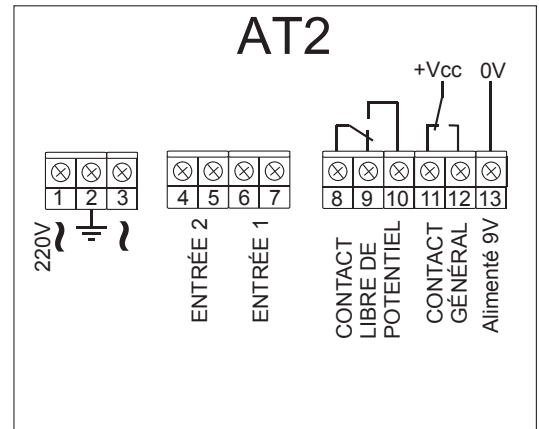 AT2
+Vcc 0V
1 2 3 4 5 6 7 8 9 10 11 12 13
220V
ENTRÉE 2
ENTRÉE 1
CONTACT
LIBRE DE
POTENTIEL
CONTACT
GÉNÉRAL
Alimenté 9V